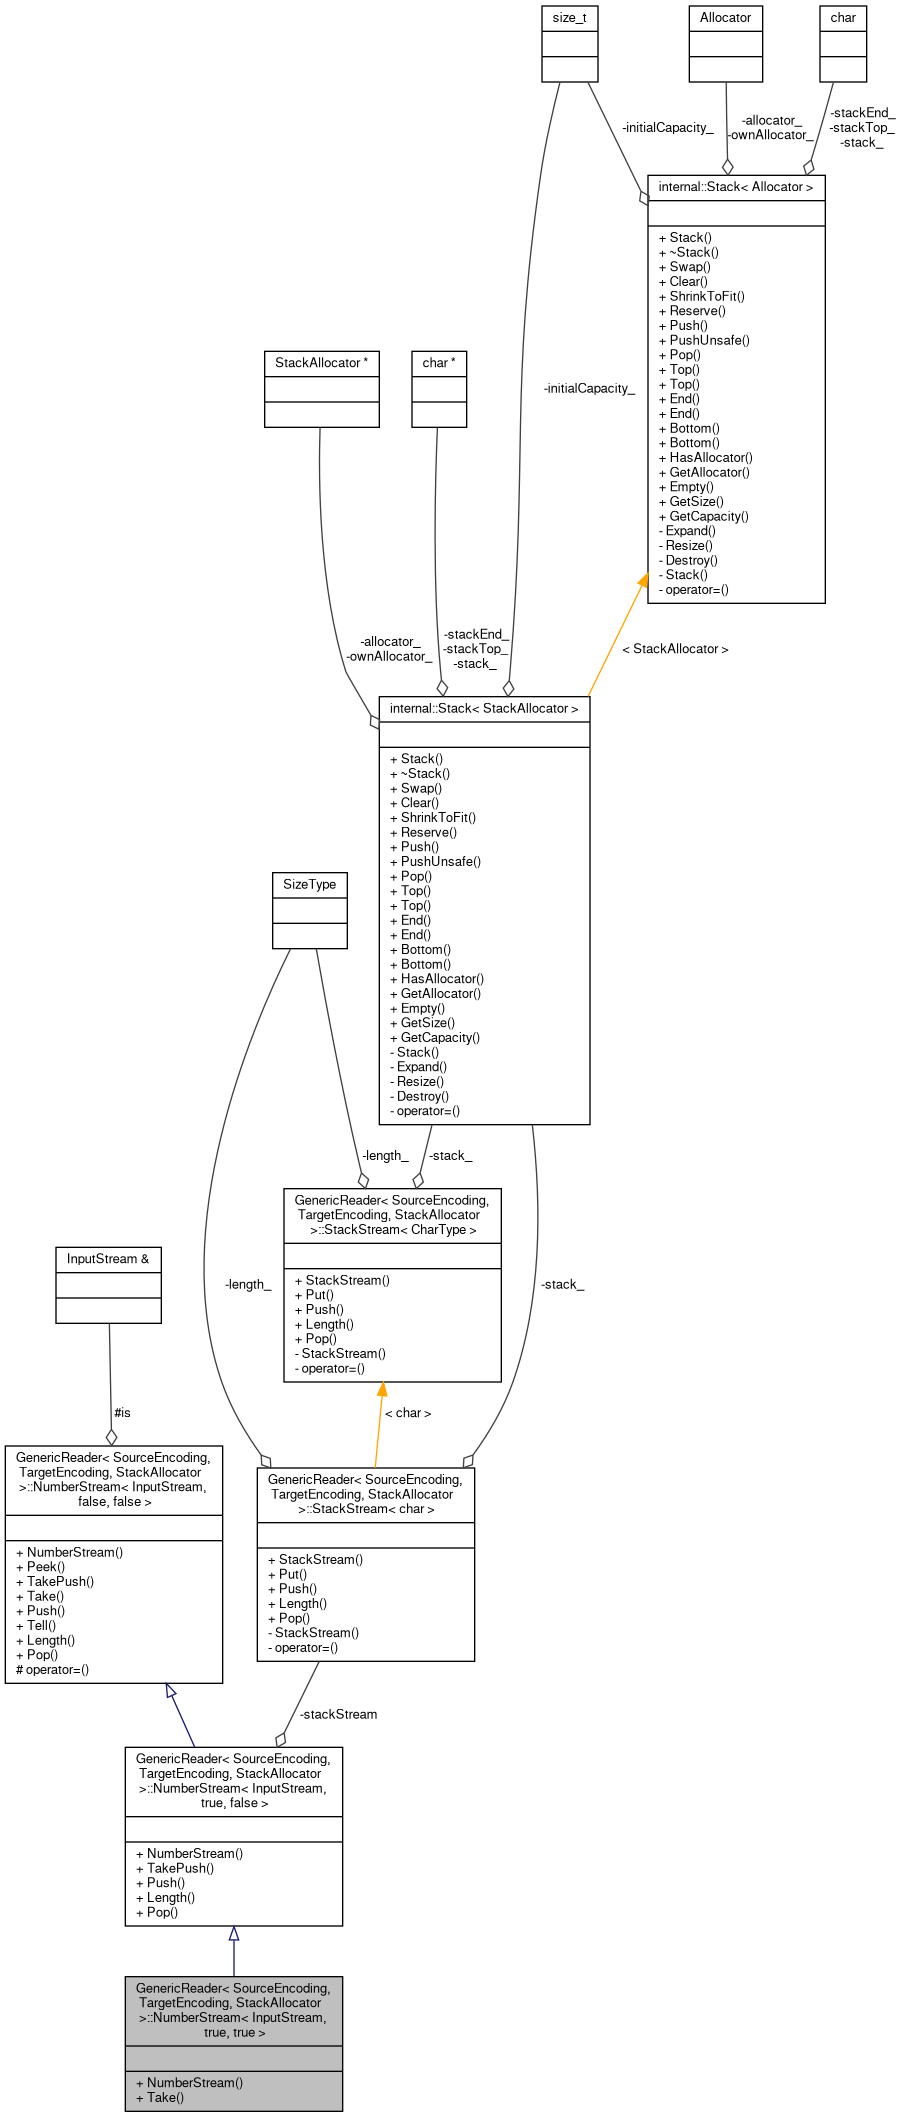 size_t
Allocator
char
-initialCapacity_
-allocator_
-ownAllocator_
-stackEnd_
-stackTop_
-stack_
internal::Stack< Allocator >
+ Stack()
+ ~Stack()
+ Swap()
+ Clear()
+ ShrinkToFit()
+ Reserve()
+ Push()
+ PushUnsafe()
+ Pop()
+ Top()
+ Top()
+ End()
+ End()
+ Bottom()
+ Bottom()
+ HasAllocator()
+ GetAllocator()
+ Empty()
+ GetSize()
+ GetCapacity()
- Expand()
- Resize()
- Destroy()
- Stack()
- operator=()
StackAllocator *
char *
-initialCapacity_
-allocator_
-ownAllocator_
-stackEnd_
-stackTop_
-stack_
< StackAllocator >
internal::Stack< StackAllocator >
+ Stack()
+ ~Stack()
+ Swap()
+ Clear()
+ ShrinkToFit()
+ Reserve()
+ Push()
+ PushUnsafe()
+ Pop()
+ Top()
+ Top()
+ End()
+ End()
+ Bottom()
+ Bottom()
+ HasAllocator()
+ GetAllocator()
+ Empty()
+ GetSize()
+ GetCapacity()
- Stack()
- Expand()
- Resize()
- Destroy()
- operator=()
SizeType
-length_
-stack_
GenericReader< SourceEncoding,
TargetEncoding, StackAllocator
>::StackStream< CharType >
+ StackStream()
+ Put()
+ Push()
+ Length()
+ Pop()
- StackStream()
- operator=()
InputStream &
-length_
-stack_
#is
< char >
GenericReader< SourceEncoding,
TargetEncoding, StackAllocator
>::NumberStream< InputStream,
false, false >
+ NumberStream()
+ Peek()
+ TakePush()
+ Take()
+ Push()
+ Tell()
+ Length()
+ Pop()
# operator=()
GenericReader< SourceEncoding,
TargetEncoding, StackAllocator
>::StackStream< char >
+ StackStream()
+ Put()
+ Push()
+ Length()
+ Pop()
- StackStream()
- operator=()
-stackStream
GenericReader< SourceEncoding,
TargetEncoding, StackAllocator
>::NumberStream< InputStream,
true, false >
+ NumberStream()
+ TakePush()
+ Push()
+ Length()
+ Pop()
GenericReader< SourceEncoding,
TargetEncoding, StackAllocator
>::NumberStream< InputStream,
true, true >
+ NumberStream()
+ Take()